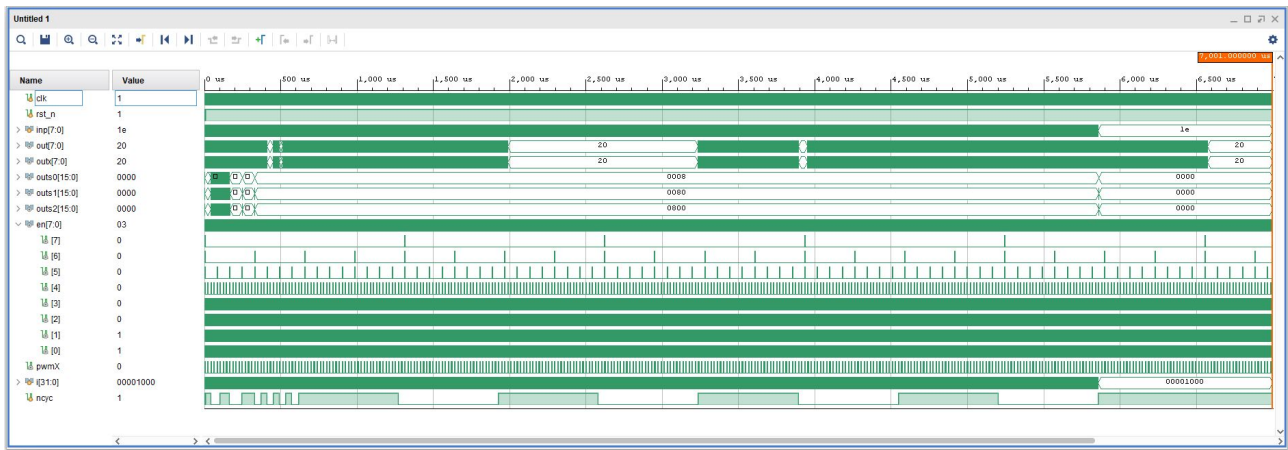 Untitled 1
7,001.000000 us
Name Value 0 us 500 us 1,000 us 1,500 us 2,000 us 2,500 us 3,000 us 3,500 us 4,000 us 4,500 us 5,000 us 5,500 us 6,000 us 6,500 us
clk 1
rst_n 1
inp[7:0] 1e 1e
out[7:0] 20 20 20
outx[7:0] 20 20 20
outs0[15:0] 0000 0008 0000
outs1[15:0] 0000 0080 0000
outs2[15:0] 0000 0800 0000
en[7:0] 03
[7] 0
[6] 0
[5] 0
[4] 0
[3] 0
[2] 0
[1] 1
[0] 1
pwmX 0
i[31:0] 00001000 00001000
ncyc 1